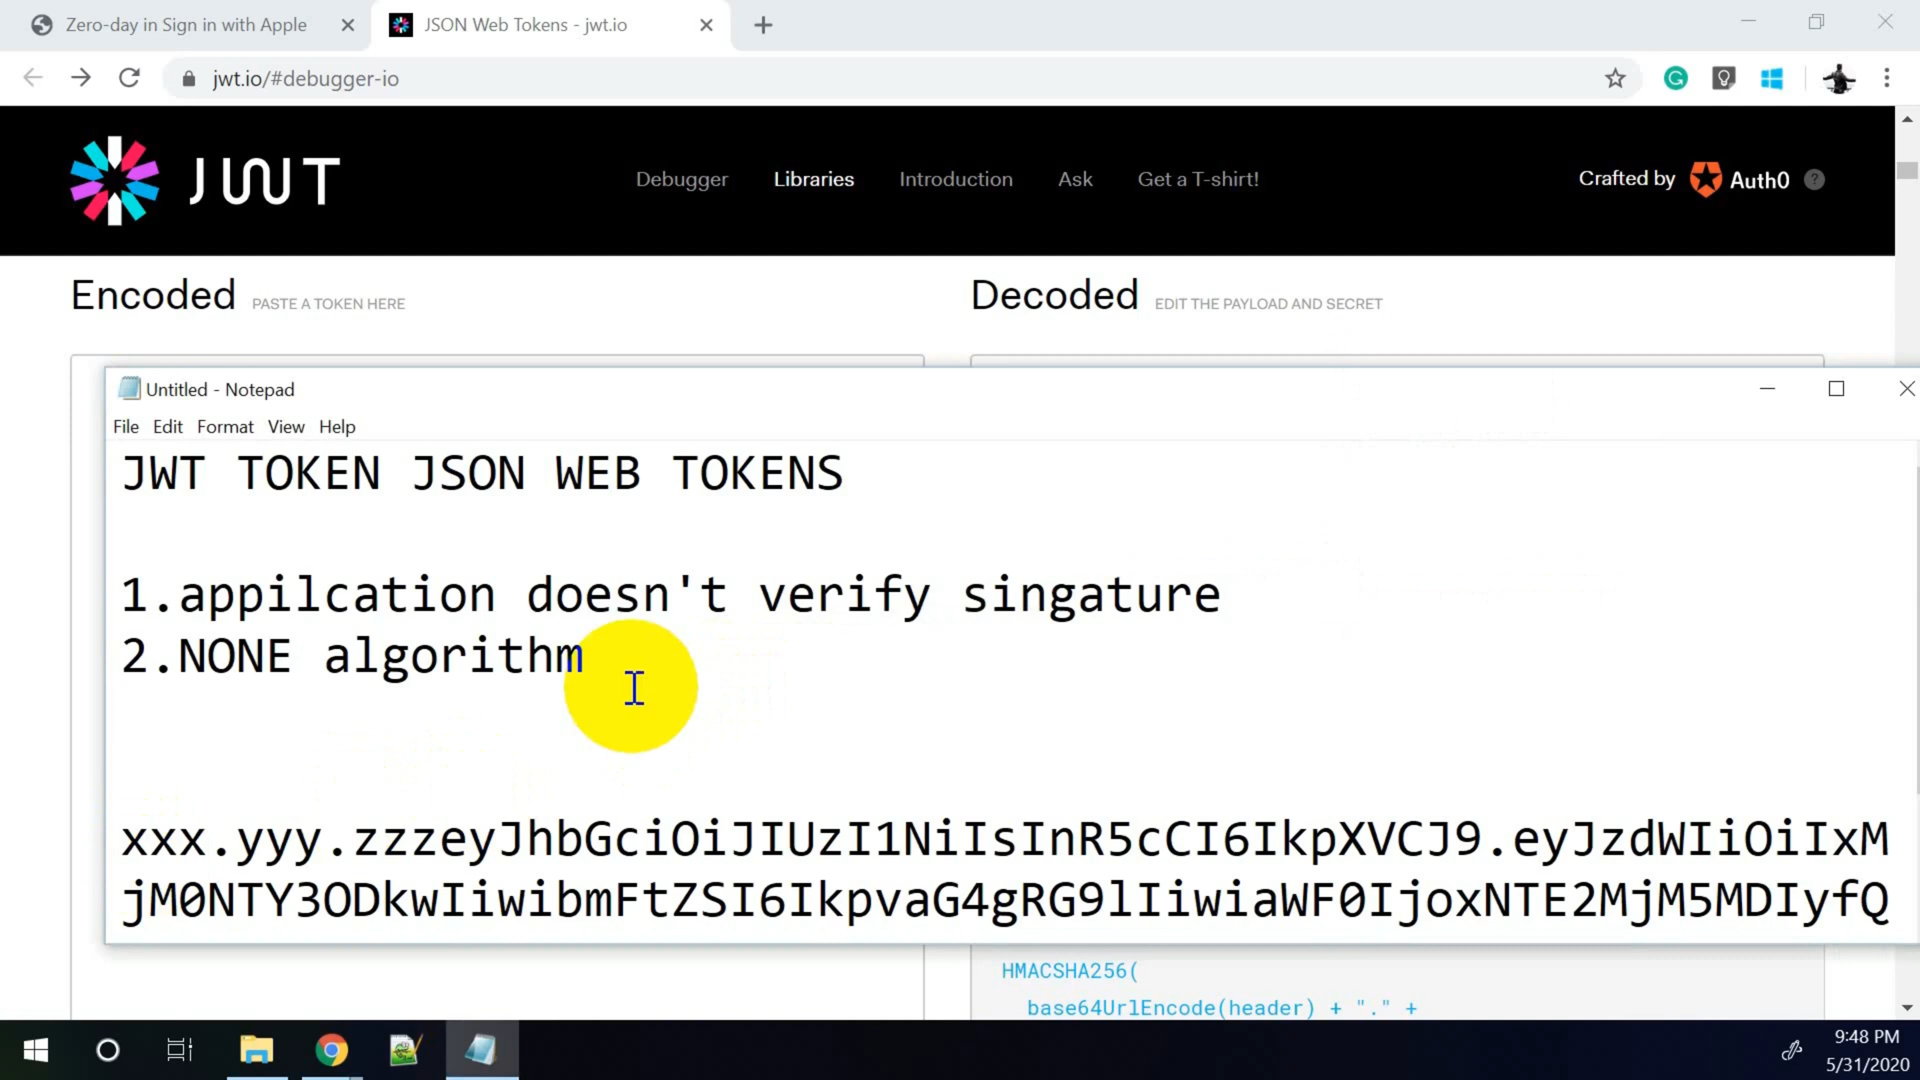 Zero-day in Sign in with Apple
JSON Web Tokens - jwt.io
jwt.io/#debugger-io
JWT
Debugger
Libraries
Introduction
Ask
Get a T-shirt!
Crafted by
Auth0
?
Encoded PASTE A TOKEN HERE
Decoded EDIT THE PAYLOAD AND SECRET
Untitled - Notepad
File Edit Format View Help
JWT TOKEN JSON WEB TOKENS
1.appilcation doesn't verify singature
2.NONE algorithm
xxx.yyy.zzzeyJhbGciOiJIUzI1NiIsInR5cCI6IkpXVCJ9.eyJzdWIiOiIxM
jM0NTY3ODkwIiwibmFtZSI6IkpvaG4gRG9lIiwiaWF0IjoxNTE2MjM5MDIyfQ
HMACSHA256(
base64UrlEncode(header) + "." +
9:48 PM
5/31/2020